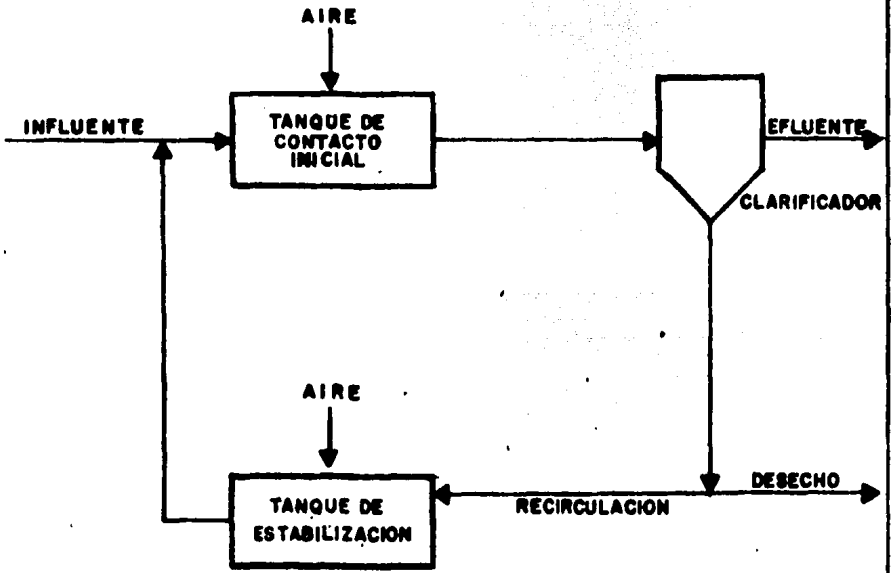 AIRE
INFLUENTE
TANQUE DE
CONTACTO
INICIAL
EFLUENTE
CLARIFICADOR
AIRE
TANQUE DE
ESTABILIZACION
RECIRCULACION
DESECHO